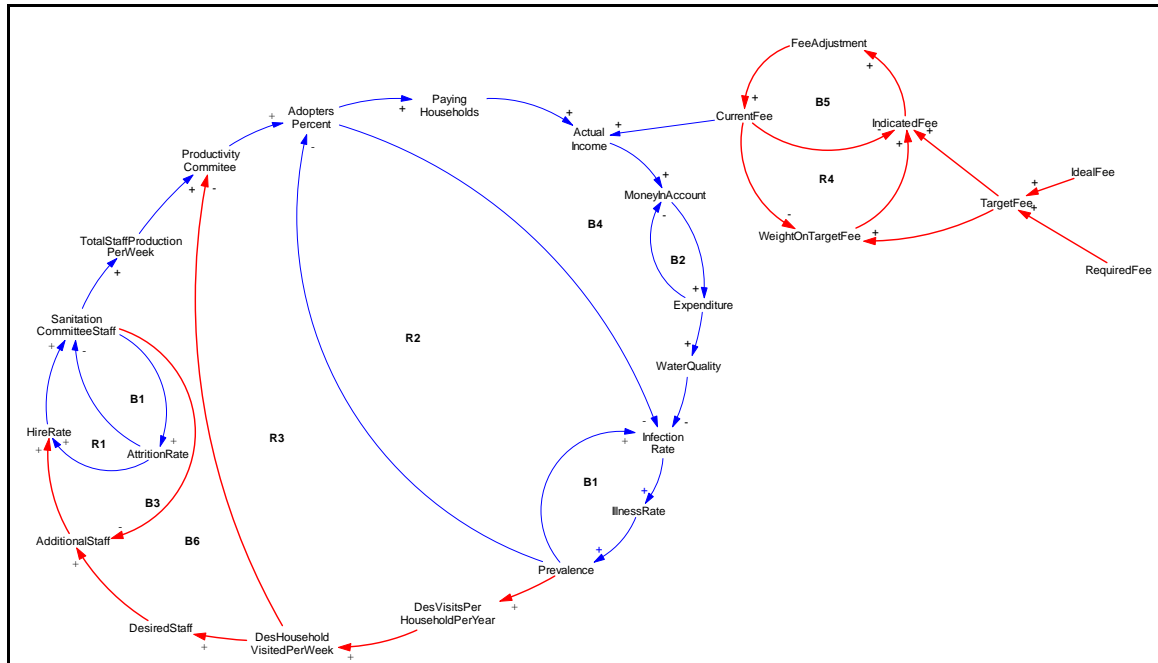 FeeAdjustment
+
B5
+
CurrentFee
+
-
IndicatedFee
+
+
R4
-
WeightOnTargetFee
+
TargetFee
+
+
IdealFee
RequiredFee
Paying
Households
+
Adopters
Percent
+
-
Actual
Income
+
Productivity
Commitee
+
-
MoneyInAccount
+
-
B4
B2
TotalStaffProduction
PerWeek
+
Expenditure
+
Sanitation
CommitteeStaff
+
-
R2
WaterQuality
+
B1
HireRate
+
+
R1
AttritionRate
+
R3
Infection
Rate
-
-
+
B1
B3
IllnessRate
+
AdditionalStaff
-
+
B6
Prevalence
+
DesVisitsPer
HouseholdPerYear
+
DesiredStaff
+
DesHousehold
VisitedPerWeek
+